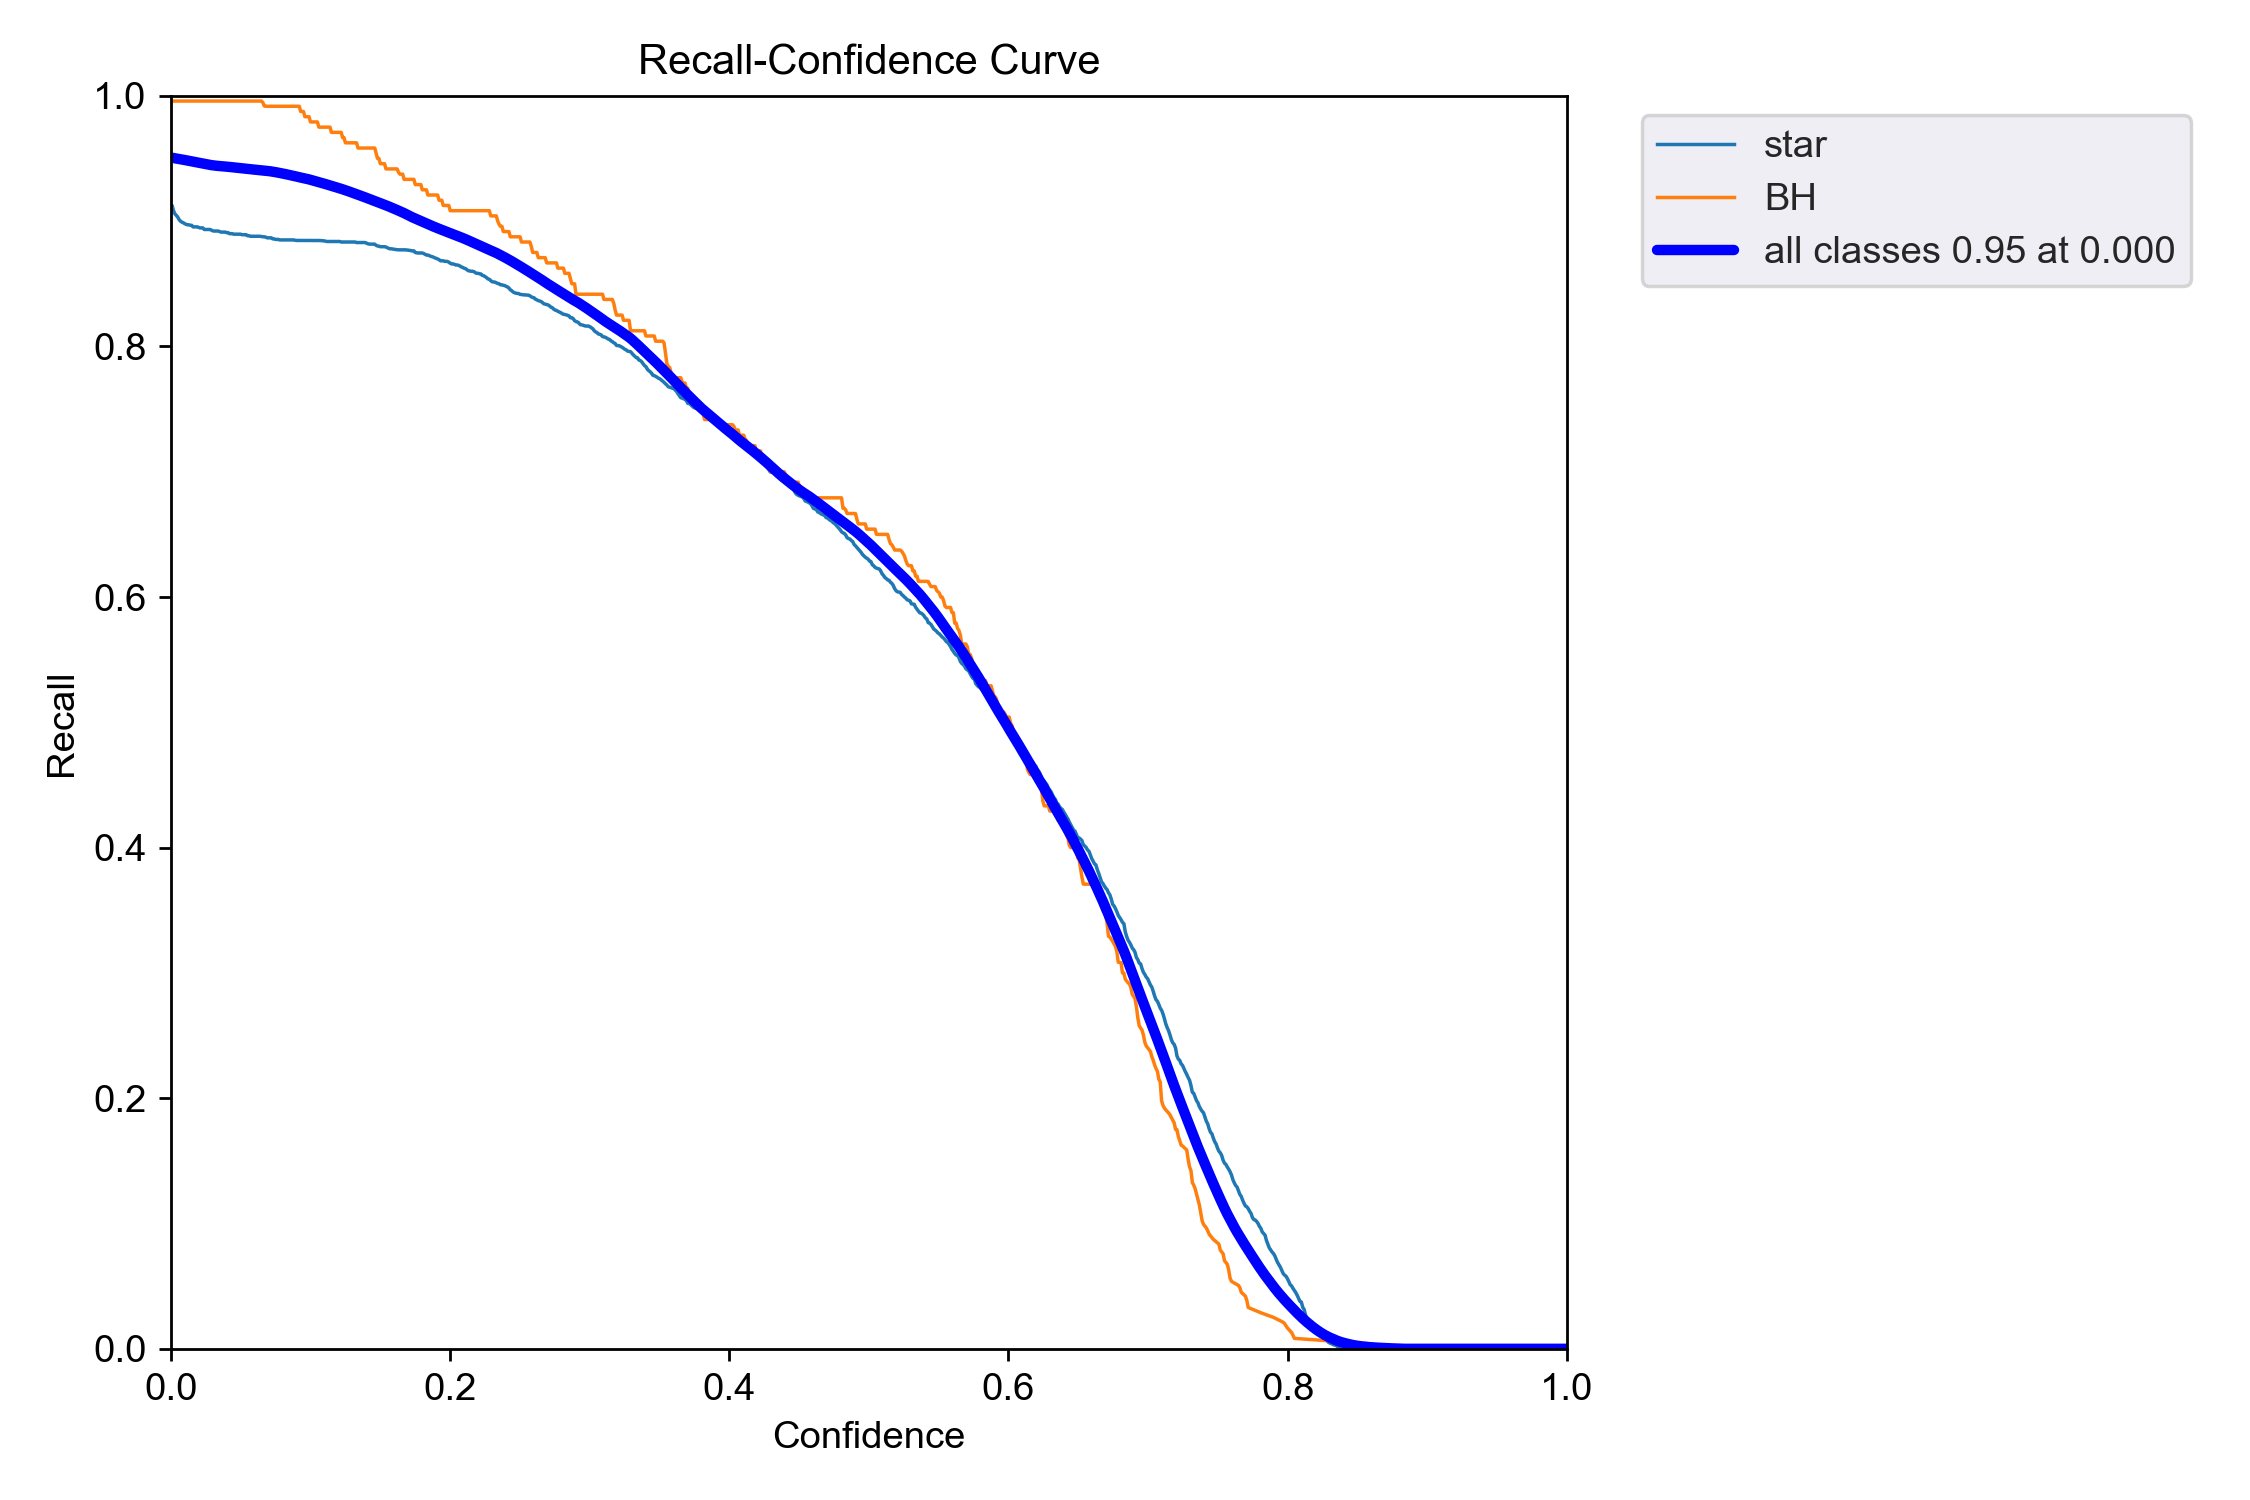 Recall-Confidence Curve
1.0
0.8
0.6
0.4
0.2
0.0
Recall
0.0 0.2 0.4 0.6 0.8 1.0
Confidence
star
BH
all classes 0.95 at 0.000